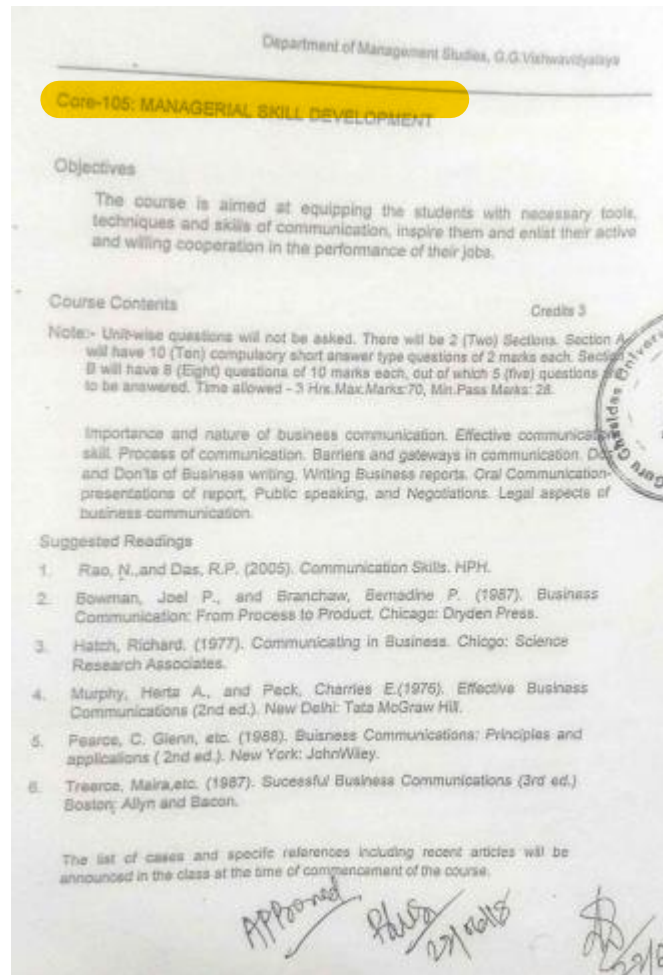 Department of Management Studies, G.G.Vishwavidyalaya
Core-105: MANAGERIAL SKILL DEVELOPMENT
Objectives
The course is aimed at equipping the students with necessary tools,
techniques and skills of communication, inspire them and enlist their active
and willing cooperation in the performance of their jobs.
Course Contents Credits 3
Note:- Unit-wise questions will not be asked. There will be 2 (Two) Sections. Section A
will have 10 (Ten) compulsory short answer type questions of 2 marks each. Section
B will have 8 (Eight) questions of 10 marks each, out of which 5 (five) questions
to be answered. Time allowed - 3 Hrs.Max.Marks:70, Min.Pass Marks: 28.
Importance and nature of business communication. Effective communication
skill. Process of communication. Barriers and gateways in communication. Do's
and Don'ts of Business writing. Writing Business reports. Oral Communication-
presentations of report, Public speaking, and Negotiations. Legal aspects of
business communication.
Suggested Readings
1. Rao, N.,and Das, R.P. (2005). Communication Skills. HPH.
2. Bowman, Joel P., and Branchaw, Bernadine P. (1987). Business
Communication: From Process to Product. Chicago: Dryden Press.
3. Hatch, Richard. (1977). Communicating in Business. Chicgo: Science
Research Associates.
4. Murphy, Herta A., and Peck, Charries E.(1976). Effective Business
Communications (2nd ed.). New Delhi: Tata McGraw Hill.
5. Pearce, C. Glenn, etc. (1988). Buisness Communications: Principles and
applications ( 2nd ed.). New York: JohnWiley.
6. Treerce, Maira,etc. (1987). Sucessful Business Communications (3rd ed.)
Boston: Allyn and Bacon.
The list of cases and specific references including recent articles will be
announced in the class at the time of commencement of the course.
Approved